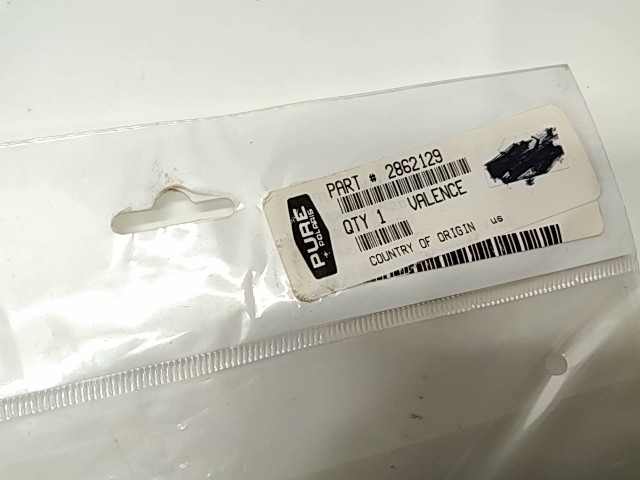 PART # 2862129
QTY 1 VALENCE
COUNTRY OF ORIGIN us
PURE
POLARIS